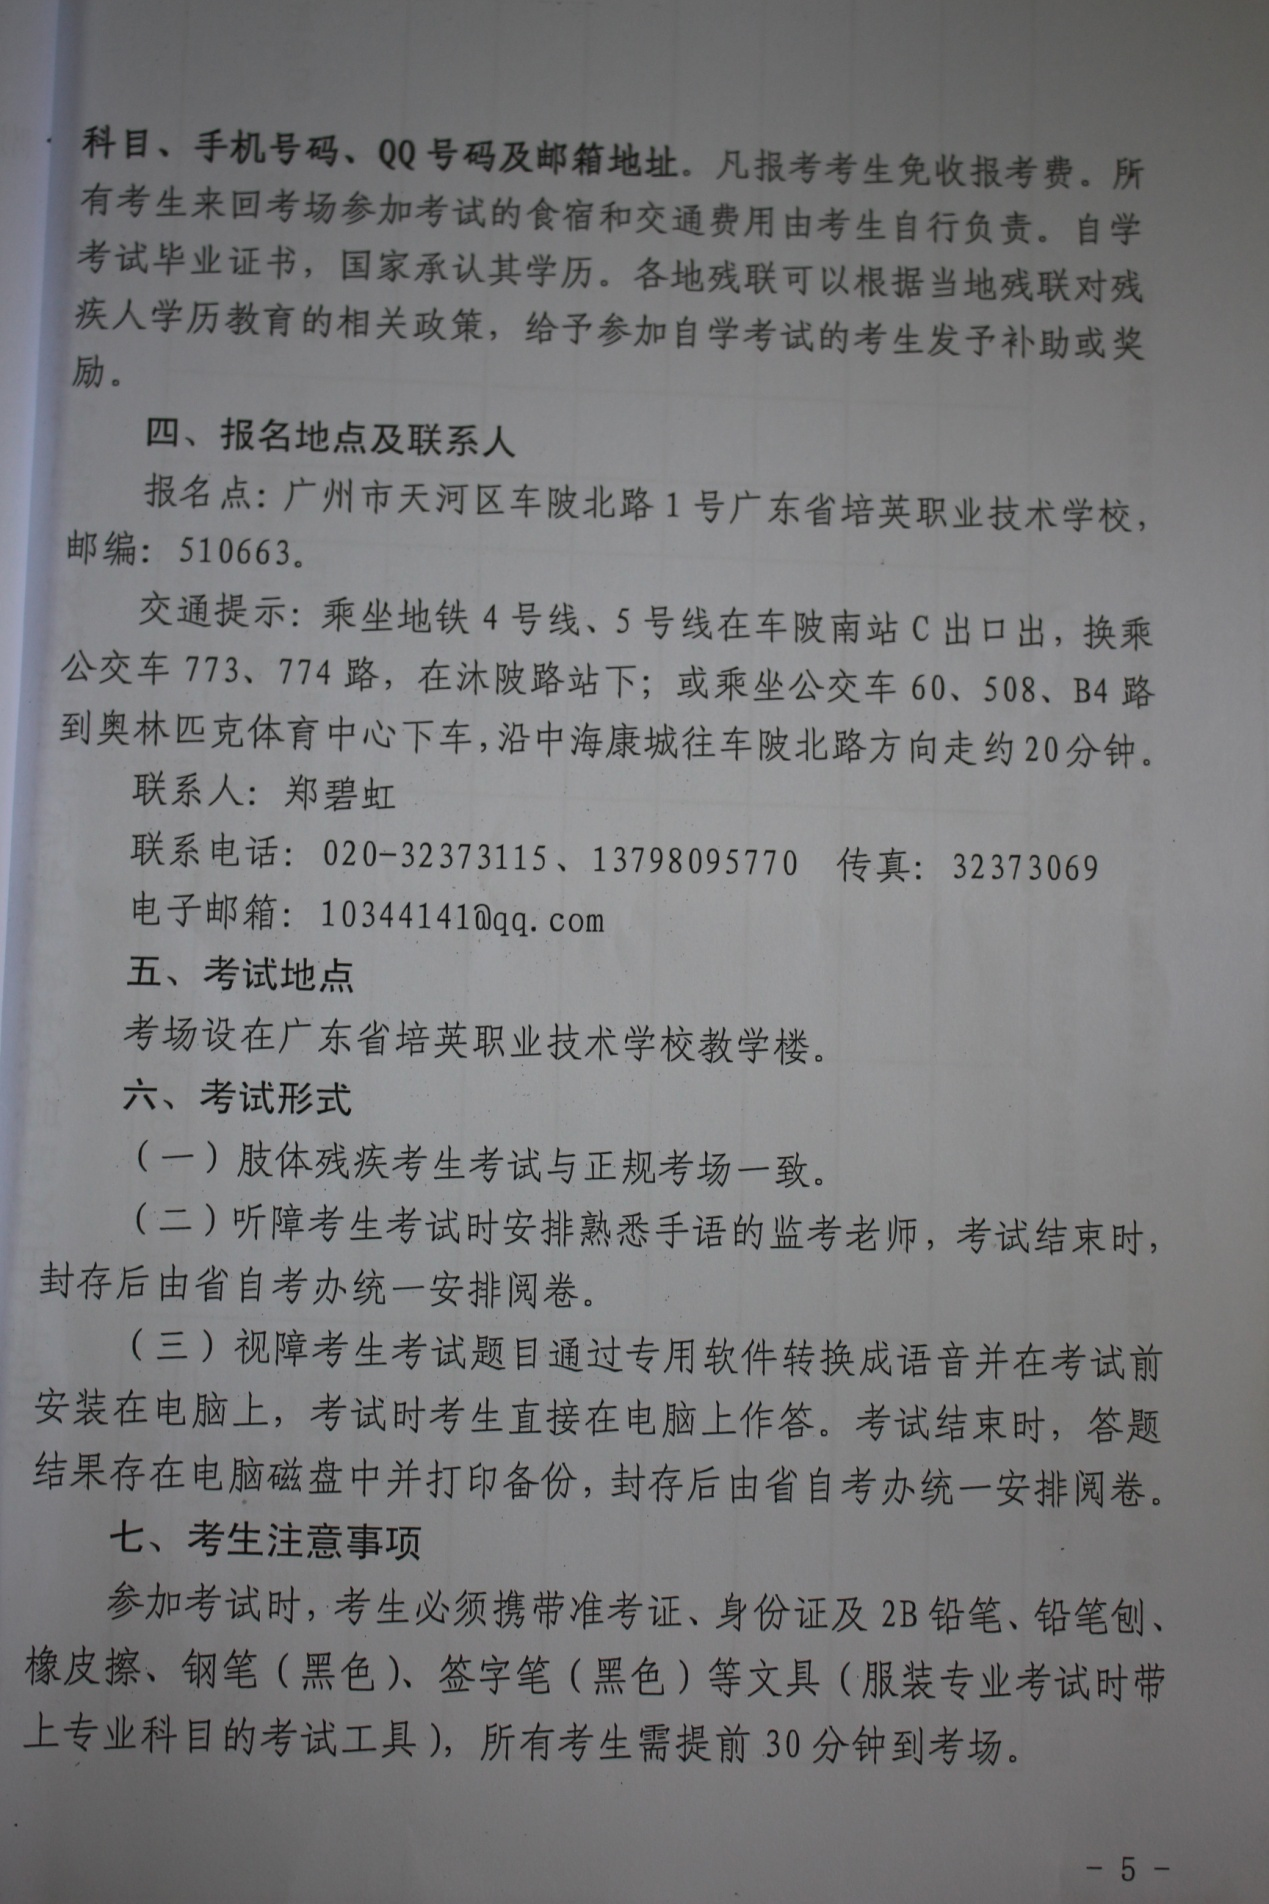 科目、手机号码、QQ号码及邮箱地址。凡报考考生免收报考费。所
有考生来回考场参加考试的食宿和交通费用由考生自行负责。自学
考试毕业证书，国家承认其学历。各地残联可以根据当地残联对残
疾人学历教育的相关政策，给予参加自学考试的考生发予补助或奖
励。
四、报名地点及联系人
报名点：广州市天河区车陂北路1号广东省培英职业技术学校，
邮编：510663。
交通提示：乘坐地铁4号线、5号线在车陂南站C出口出，换乘
公交车773、774路，在沐陂路站下；或乘坐公交车60、508、B4路
到奥林匹克体育中心下车，沿中海康城往车陂北路方向走约20分钟。
联系人：郑碧虹
联系电话：020-32373115、13798095770 传真：32373069
电子邮箱：10344141@qq.com
五、考试地点
考场设在广东省培英职业技术学校教学楼。
六、考试形式
（一）肢体残疾考生考试与正规考场一致。
（二）听障考生考试时安排熟悉手语的监考老师，考试结束时，
封存后由省自考办统一安排阅卷。
（三）视障考生考试题目通过专用软件转换成语音并在考试前
安装在电脑上，考试时考生直接在电脑上作答。考试结束时，答题
结果存在电脑磁盘中并打印备份，封存后由省自考办统一安排阅卷。
七、考生注意事项
参加考试时，考生必须携带准考证、身份证及2B铅笔、铅笔刨、
橡皮擦、钢笔（黑色）、签字笔（黑色）等文具（服装专业考试时带
上专业科目的考试工具），所有考生需提前30分钟到考场。
- 5 -